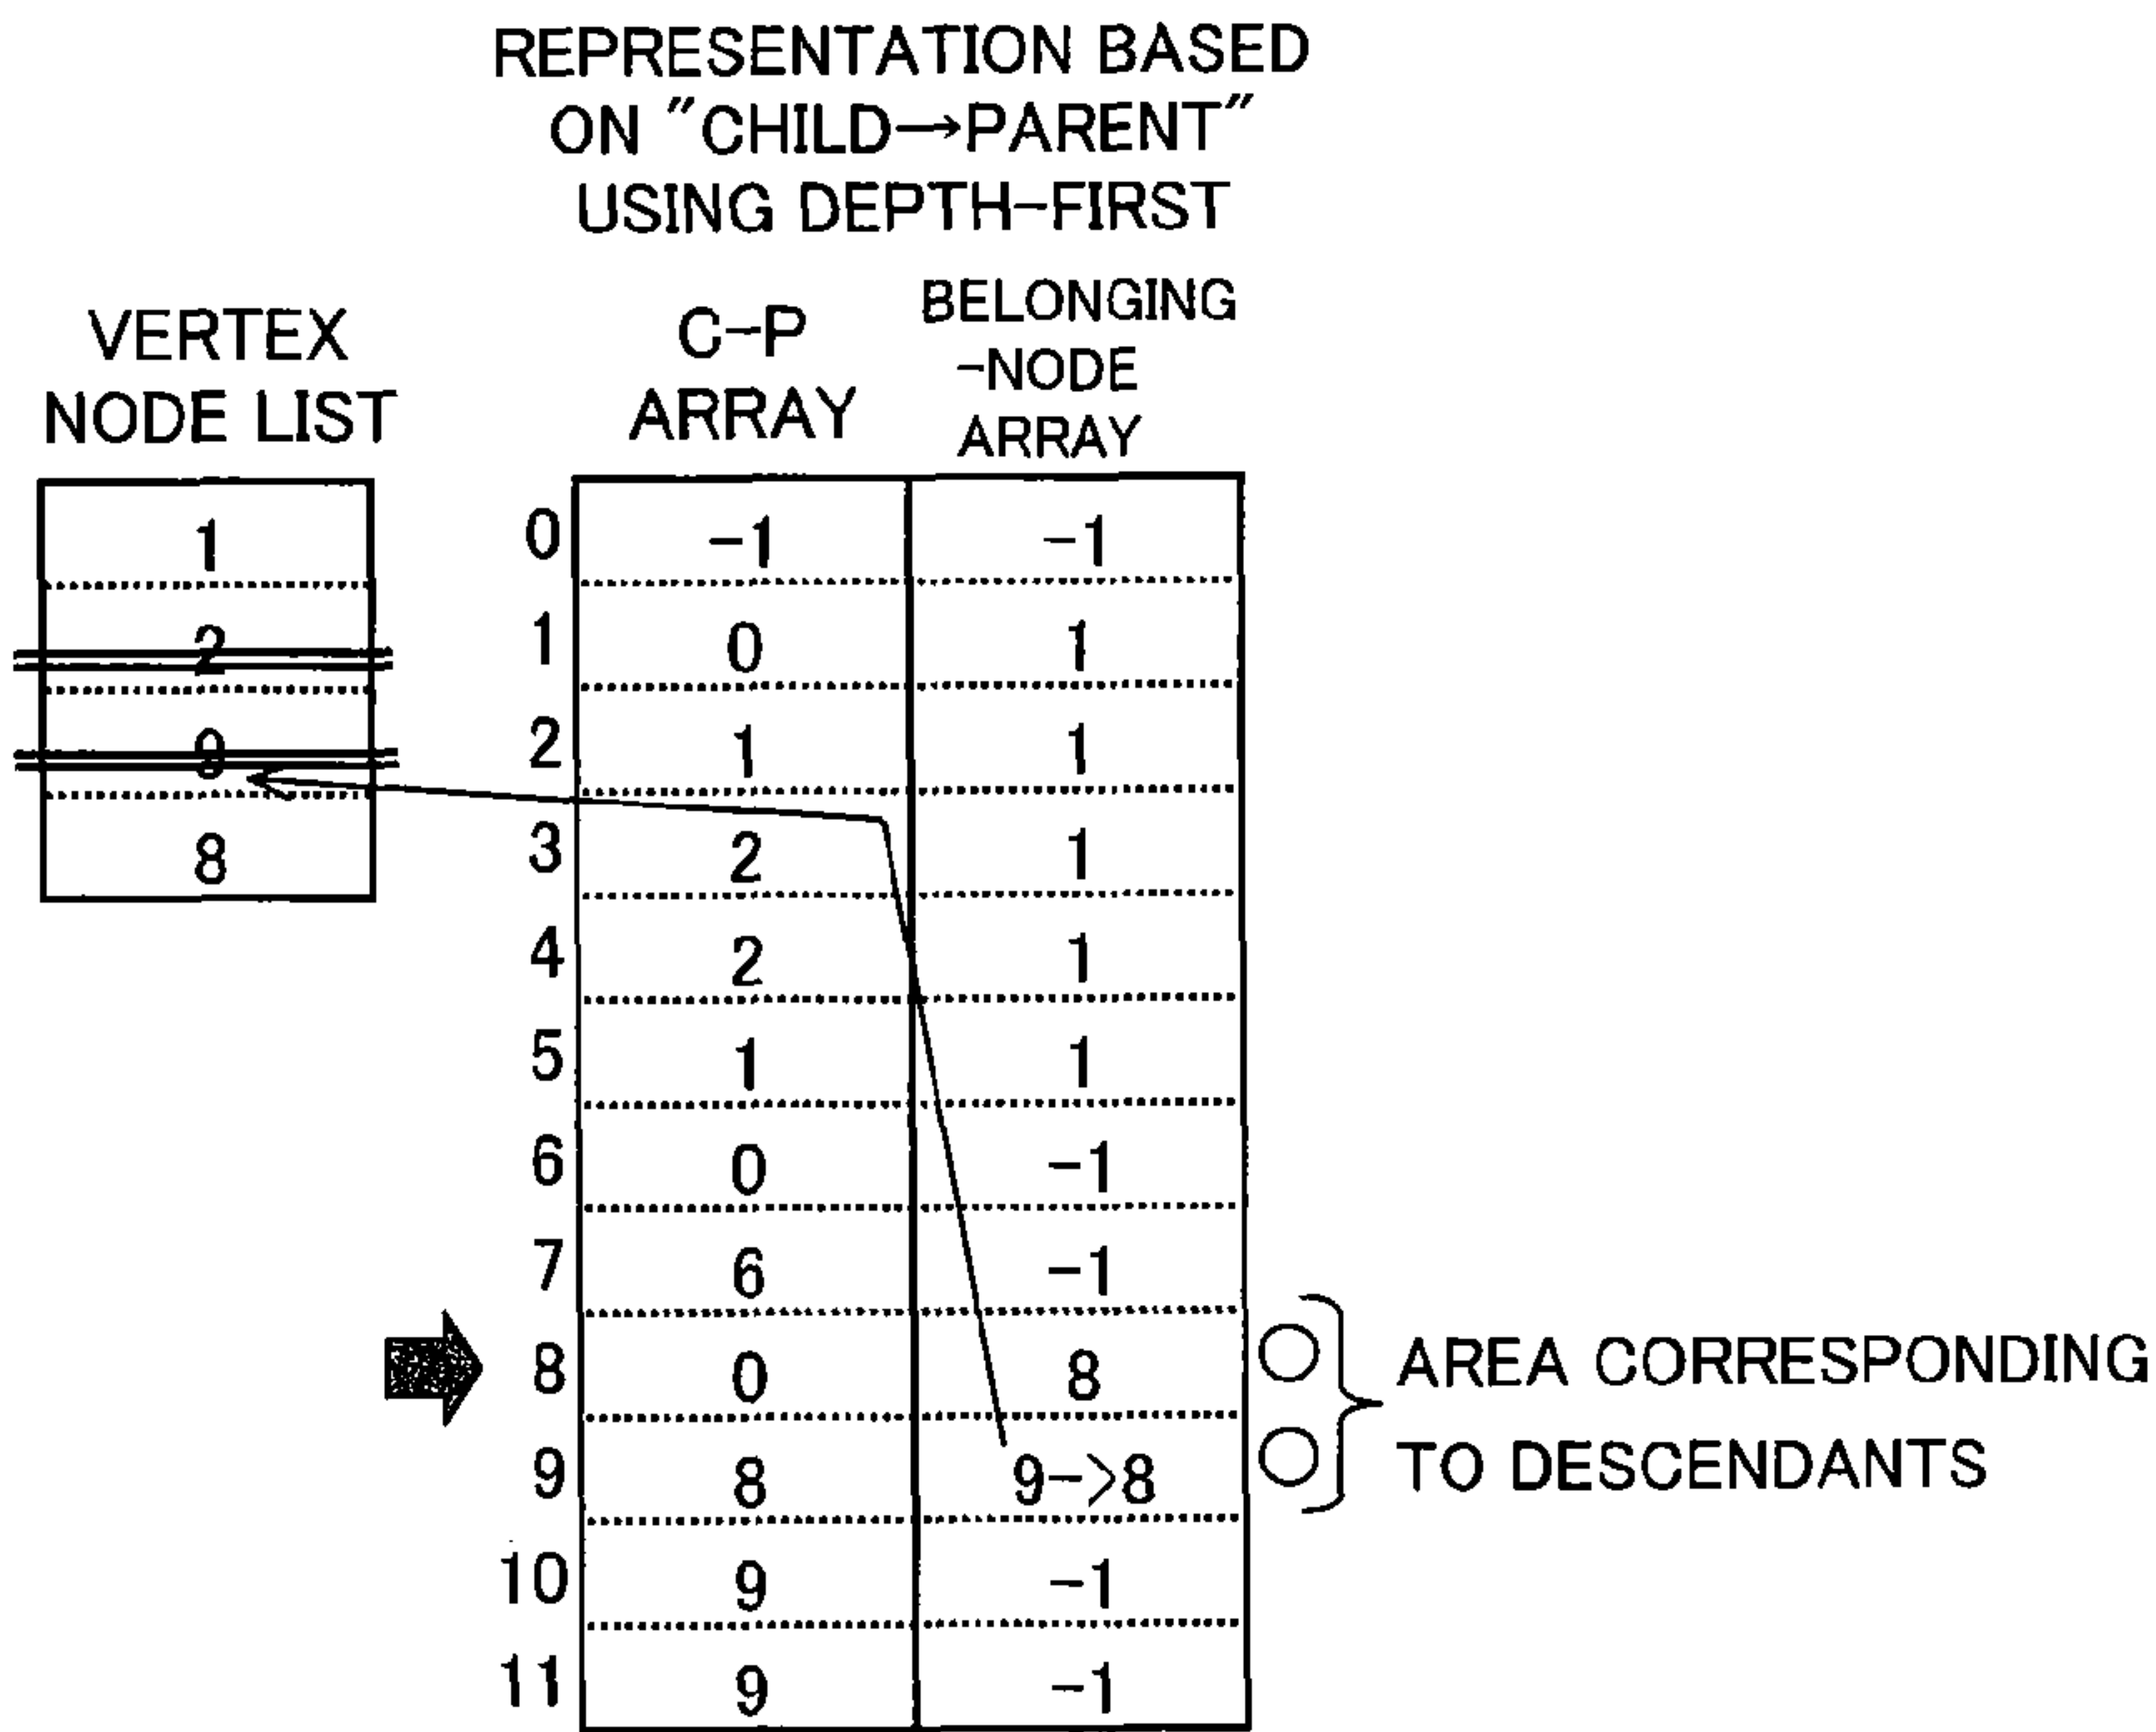 REPRESENTATION BASED
ON "CHILD→PARENT"
USING DEPTH-FIRST
VERTEX
NODE LIST
1
2
8
C-P
ARRAY
BELONGING
-NODE
ARRAY
0 -1 -1
1 0 1
2 1 1
3 2 1
4 2 1
5 1 1
6 0 -1
7 6 -1
8 0 8
9 8 9->8
10 9 -1
11 9 -1
AREA CORRESPONDING
TO DESCENDANTS